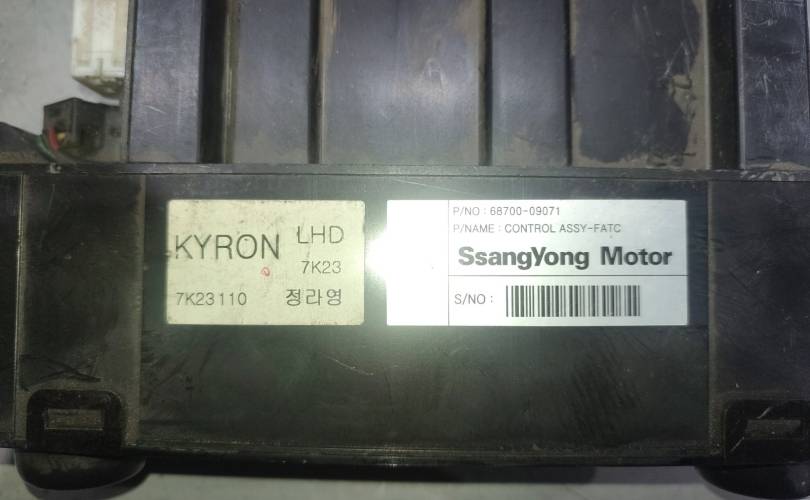 KYRON LHD
7K23
7K23110 정라영
P/NO : 68700-09071
P/NAME : CONTROL ASSY-FATC
SsangYong Motor
S/NO :